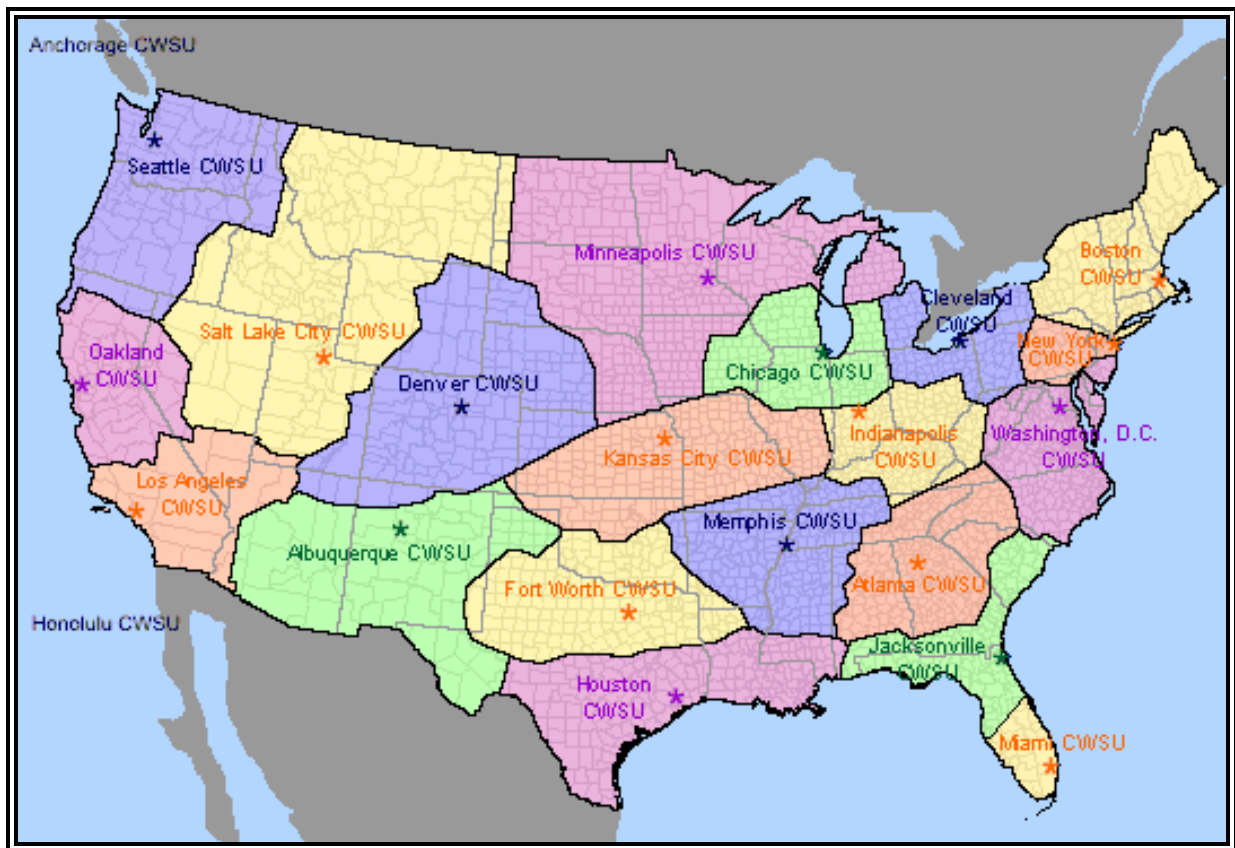 Anchorage CWSU
Seattle CWSU
Minneapolis CWSU
Boston
CWSU
Cleveland
CWSU
Salt Lake City CWSU
New York
CWSU
Oakland
CWSU
Chicago CWSU
Denver CWSU
Indianapolis
CWSU
Washington, D.C.
CWSU
Kansas City CWSU
Los Angeles
CWSU
Memphis CWSU
Albuquerque CWSU
Fort Worth CWSU
Atlanta CWSU
Honolulu CWSU
Jacksonville
CWSU
Houston
CWSU
Miami CWSU